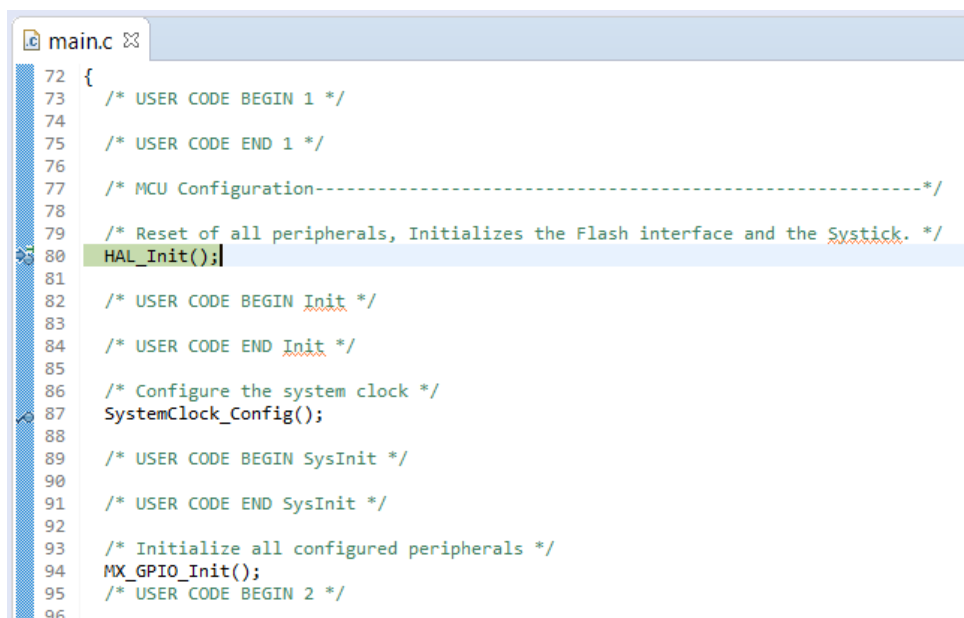 main.c
72 {
73 /* USER CODE BEGIN 1 */
74
75 /* USER CODE END 1 */
76
77 /* MCU Configuration----------------------------------------------------------*/
78
79 /* Reset of all peripherals, Initializes the Flash interface and the Systick. */
80 HAL_Init();
81
82 /* USER CODE BEGIN Init */
83
84 /* USER CODE END Init */
85
86 /* Configure the system clock */
87 SystemClock_Config();
88
89 /* USER CODE BEGIN SysInit */
90
91 /* USER CODE END SysInit */
92
93 /* Initialize all configured peripherals */
94 MX_GPIO_Init();
95 /* USER CODE BEGIN 2 */
96